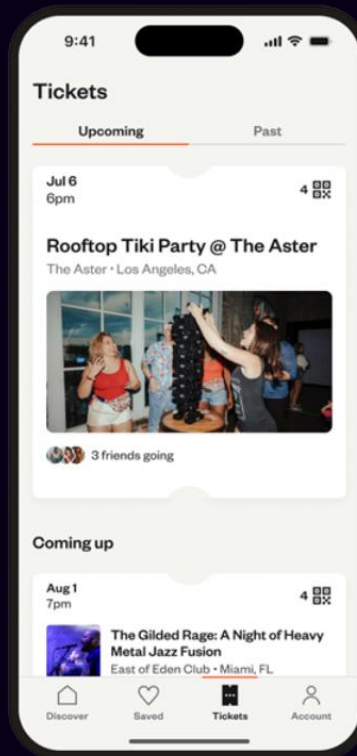 9:41
Tickets
Upcoming
Past
Jul 6
6pm
4
Rooftop Tiki Party @ The Aster
The Aster • Los Angeles, CA
3 friends going
Coming up
Aug 1
7pm
4
The Gilded Rage: A Night of Heavy
Metal Jazz Fusion
East of Eden Club • Miami, FL
Discover
Saved
Tickets
Account